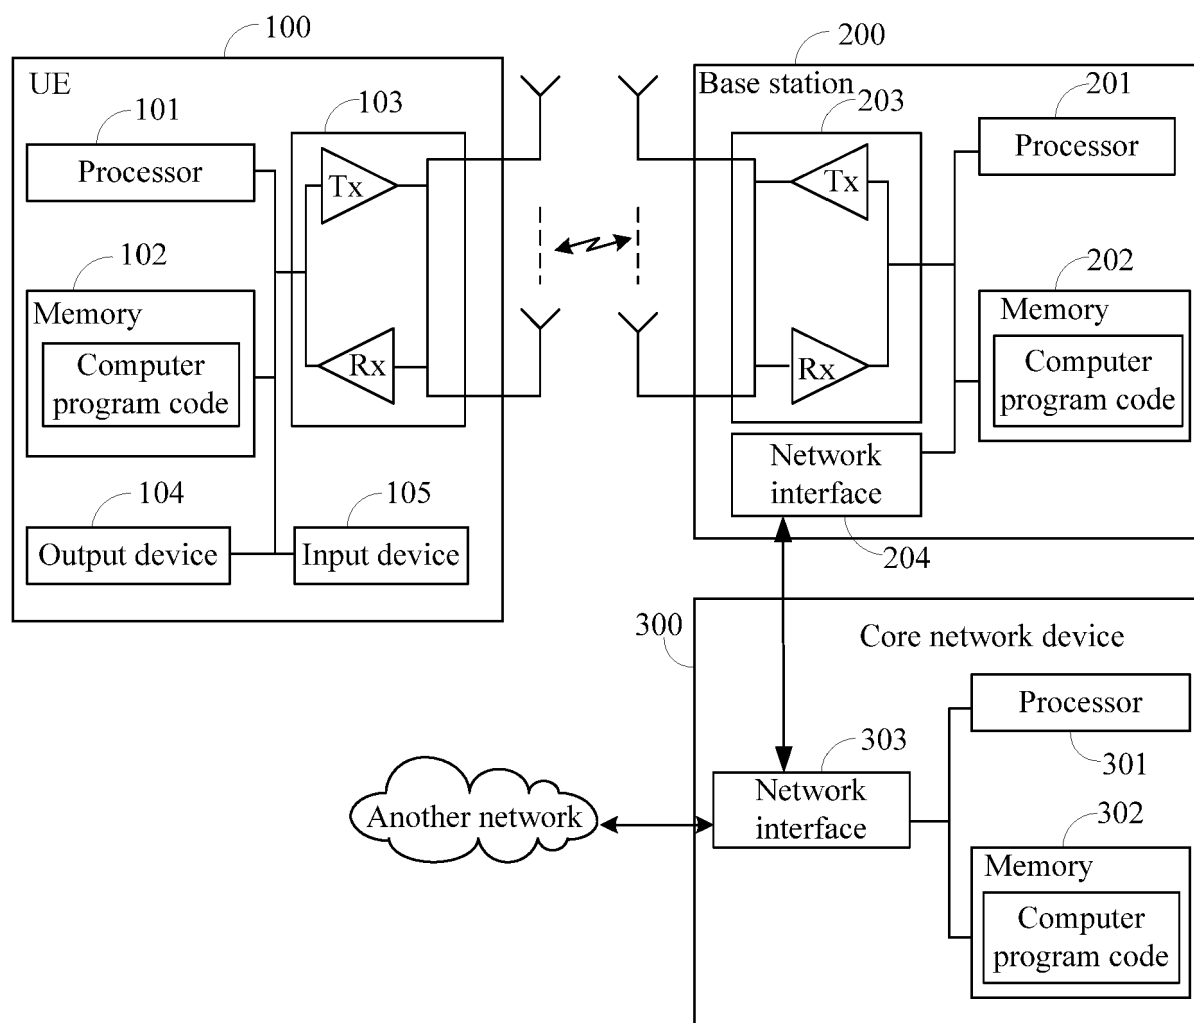 100
UE
101
Processor
103
Tx
102
Memory
Computer
program code
Rx
104
Output device
105
Input device
200
Base station
203
Tx
201
Processor
202
Memory
Computer
program code
Rx
Network
interface
204
300
Core network device
Processor
301
303
Network
interface
302
Memory
Computer
program code
Another network